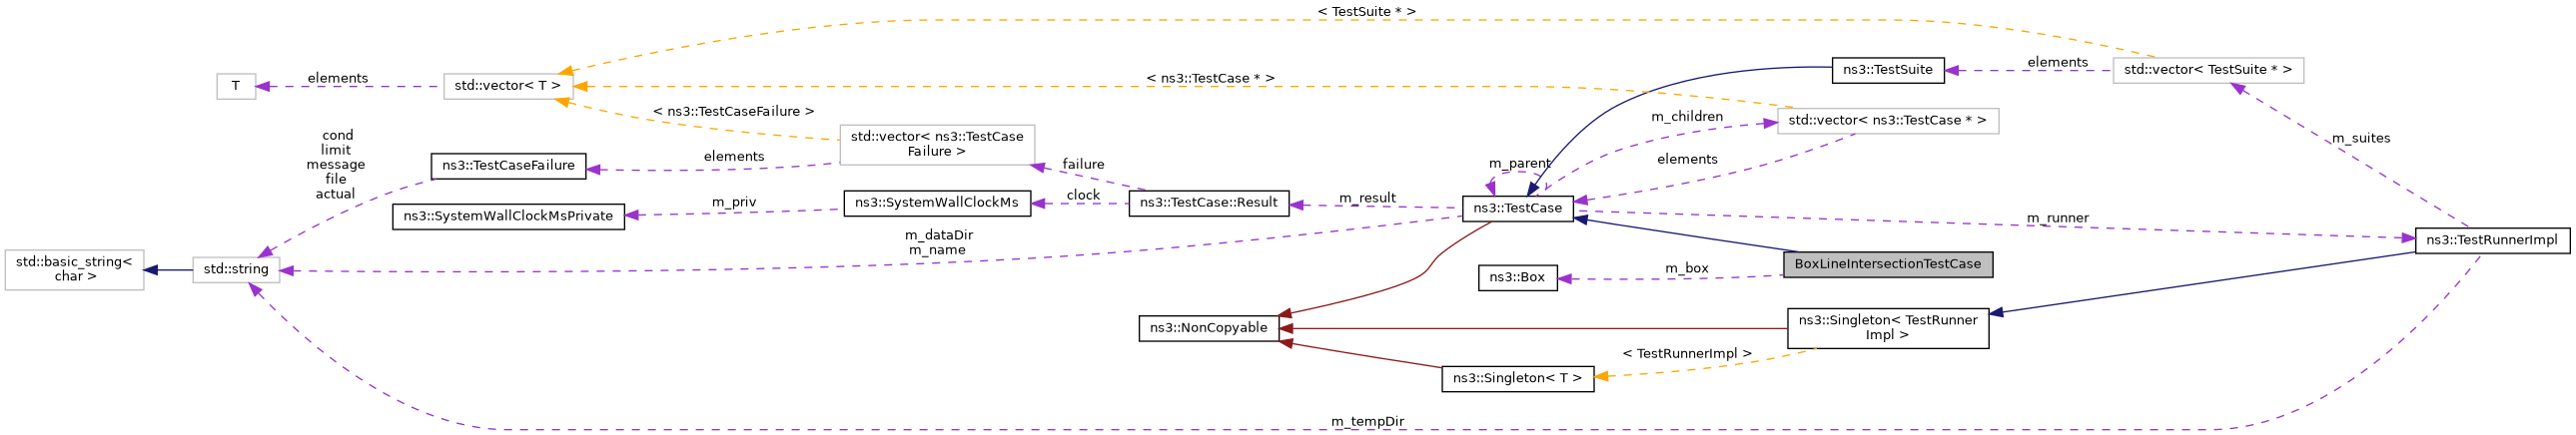 < TestSuite * >
T
elements
std::vector< T >
< ns3::TestCase * >
ns3::TestSuite
elements
std::vector< TestSuite * >
< ns3::TestCaseFailure >
m_children
std::vector< ns3::TestCase * >
cond
limit
message
file
actual
ns3::TestCaseFailure
elements
std::vector< ns3::TestCase
Failure >
failure
m_parent
elements
m_suites
ns3::SystemWallClockMsPrivate
m_priv
ns3::SystemWallClockMs
clock
ns3::TestCase::Result
m_result
ns3::TestCase
m_runner
ns3::TestRunnerImpl
std::basic_string<
char >
std::string
m_dataDir
m_name
ns3::Box
m_box
BoxLineIntersectionTestCase
ns3::NonCopyable
ns3::Singleton< TestRunner
Impl >
< TestRunnerImpl >
ns3::Singleton< T >
m_tempDir